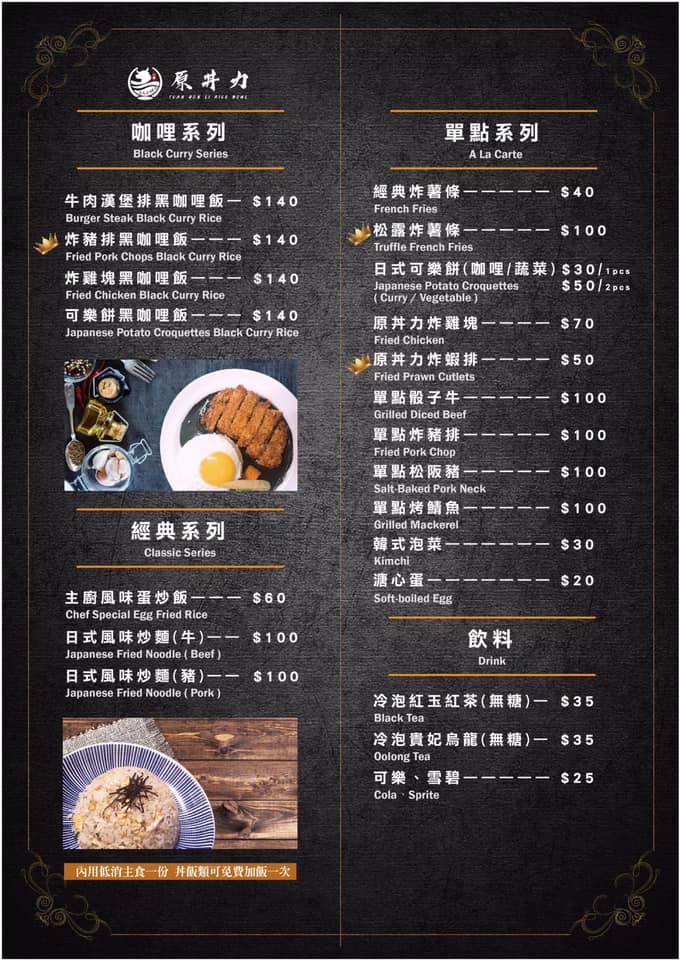 原丼力
YUAN DON LI RICE BOWL
咖哩系列
Black Curry Series
牛肉漢堡排黑咖哩飯一 $140
Burger Steak Black Curry Rice
炸豬排黑咖哩飯一一一 $140
Fried Pork Chops Black Curry Rice
炸雞塊黑咖哩飯一一一 $140
Fried Chicken Black Curry Rice
可樂餅黑咖哩飯一一一 $140
Japanese Potato Croquettes Black Curry Rice
經典系列
Classic Series
主廚風味蛋炒飯一一一 $60
Chef Special Egg Fried Rice
日式風味炒麵(牛)一一 $100
Japanese Fried Noodle ( Beef )
日式風味炒麵(豬)一一 $100
Japanese Fried Noodle ( Pork )
內用低消主食一份 丼飯類可免費加飯一次
單點系列
A La Carte
經典炸薯條一一一一一 $40
French Fries
松露炸薯條一一一一一 $100
Truffle French Fries
日式可樂餅(咖哩/蔬菜) $30/1pcs
Japanese Potato Croquettes $50/2pcs
( Curry / Vegetable )
原丼力炸雞塊一一一一 $70
Fried Chicken
原丼力炸蝦排一一一一 $50
Fried Prawn Cutlets
單點骰子牛一一一一一 $100
Grilled Diced Beef
單點炸豬排一一一一一 $100
Fried Pork Chop
單點松阪豬一一一一一 $100
Salt-Baked Pork Neck
單點烤鯖魚一一一一一 $100
Grilled Mackerel
韓式泡菜一一一一一一 $30
Kimchi
溏心蛋一一一一一一一 $20
Soft-boiled Egg
飲料
Drink
冷泡紅玉紅茶(無糖)一 $35
Black Tea
冷泡貴妃烏龍(無糖)一 $35
Oolong Tea
可樂、雪碧一一一一一 $25
Cola、Sprite